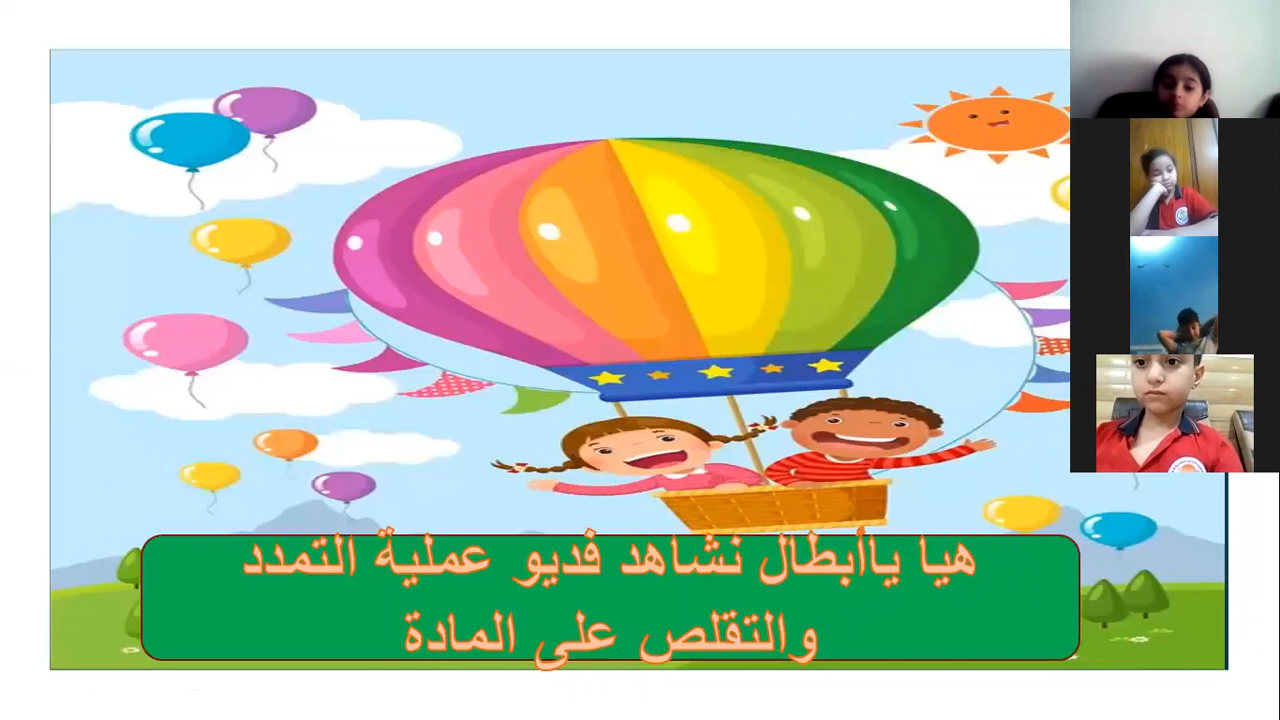 هيا ياأبطال نشاهد فديو عملية التمدد
والتقلص على المادة